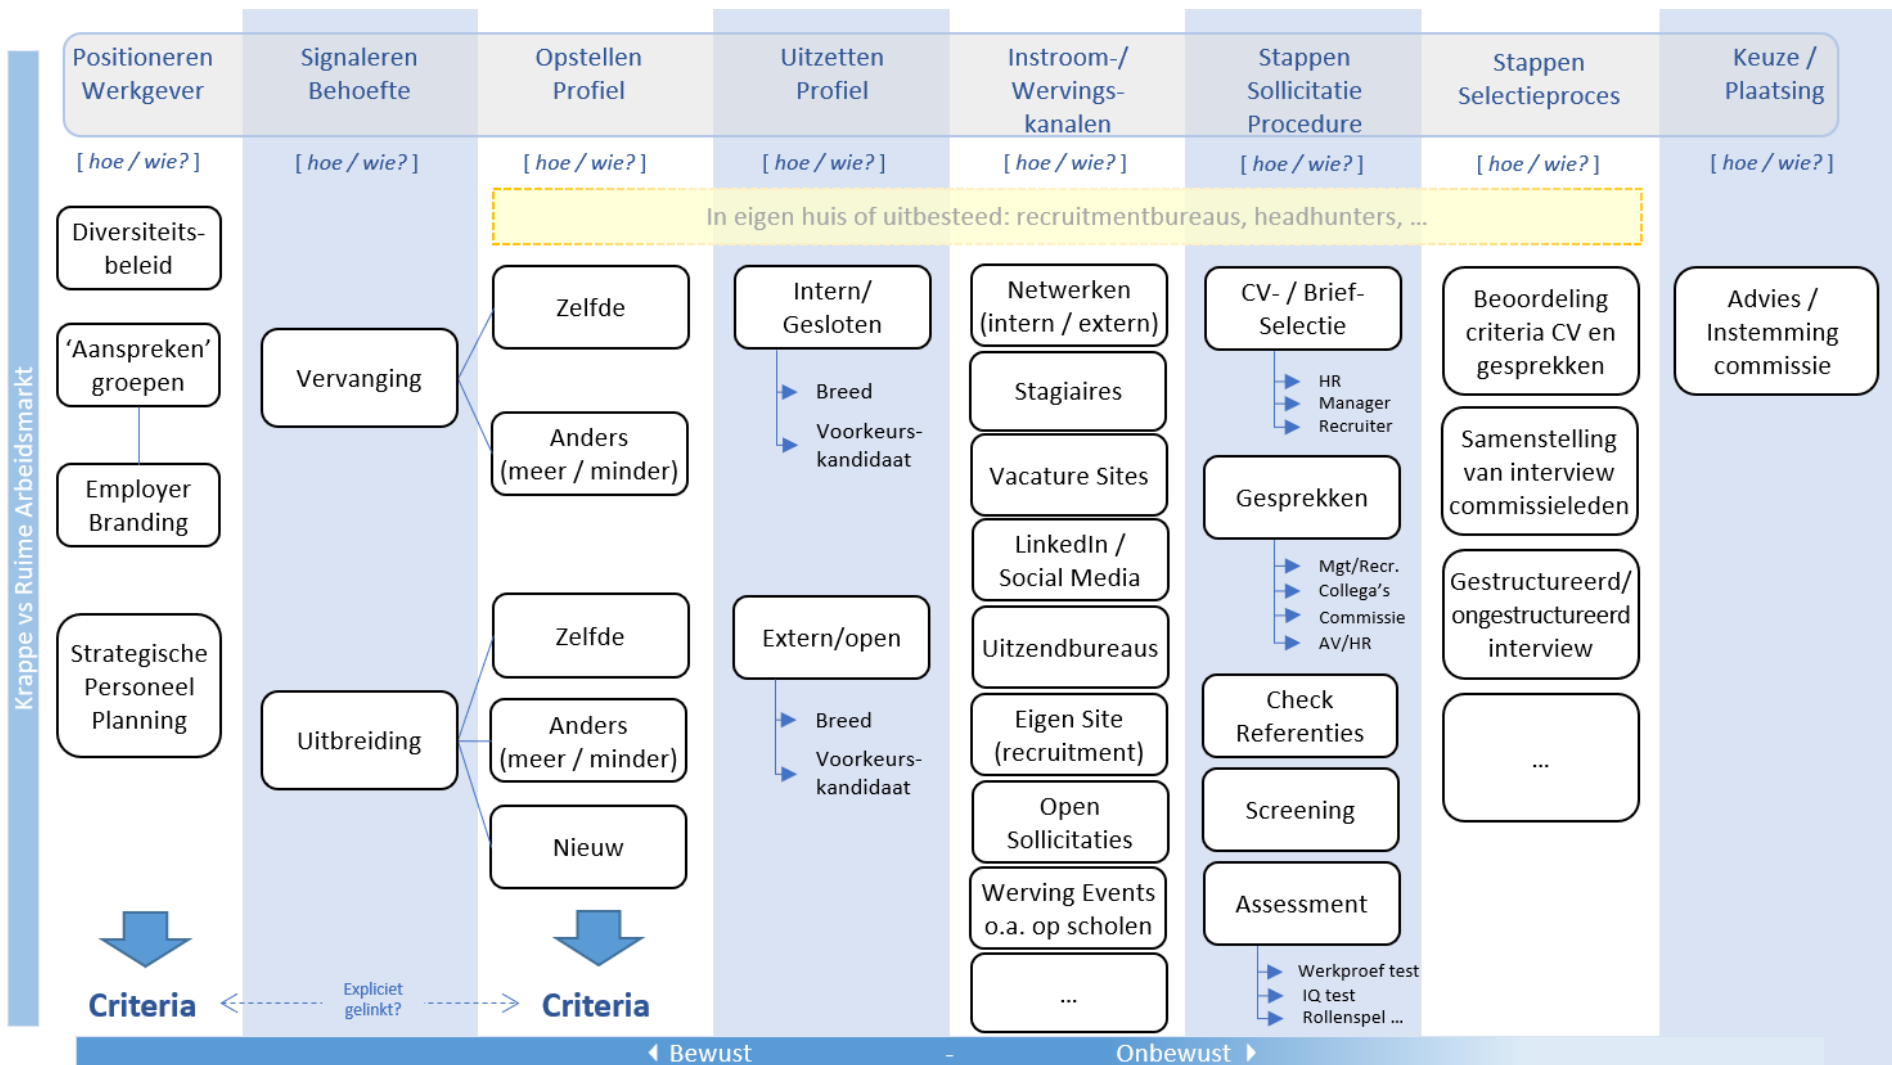 Krappe vs Ruime Arbeidsmarkt
Positioneren
Werkgever
[ hoe / wie? ]
Diversiteits-
beleid
‘Aanspreken’
groepen
Employer
Branding
Strategische
Personeel
Planning
Criteria
Signaleren
Behoefte
[ hoe / wie? ]
Vervanging
Uitbreiding
Expliciet
gelinkt?
Opstellen
Profiel
[ hoe / wie? ]
In eigen huis of uitbesteed: recruitmentbureaus, headhunters, ...
Zelfde
Anders
(meer / minder)
Zelfde
Anders
(meer / minder)
Nieuw
Criteria
Uitzetten
Profiel
[ hoe / wie? ]
Intern/
Gesloten
Breed
Voorkeurs-
kandidaat
Extern/open
Breed
Voorkeurs-
kandidaat
Instroom-/
Wervings-
kanalen
[ hoe / wie? ]
Netwerken
(intern / extern)
Stagiaires
Vacature Sites
LinkedIn /
Social Media
Uitzendbureaus
Eigen Site
(recruitment)
Open
Sollicitaties
Werving Events
o.a. op scholen
...
Stappen
Sollicitatie
Procedure
[ hoe / wie? ]
CV- / Brief-
Selectie
HR
Manager
Recruiter
Gesprekken
Mgt/Recr.
Collega’s
Commissie
AV/HR
Check
Referenties
Screening
Assessment
Werkproef test
IQ test
Rollenspel ...
Stappen
Selectieproces
[ hoe / wie? ]
Beoordeling
criteria CV en
gesprekken
Samenstelling
van interview
commissieleden
Gestructureerd/
ongestructureerd
interview
...
Keuze /
Plaatsing
[ hoe / wie? ]
Advies /
Instemming
commissie
Bewust - Onbewust